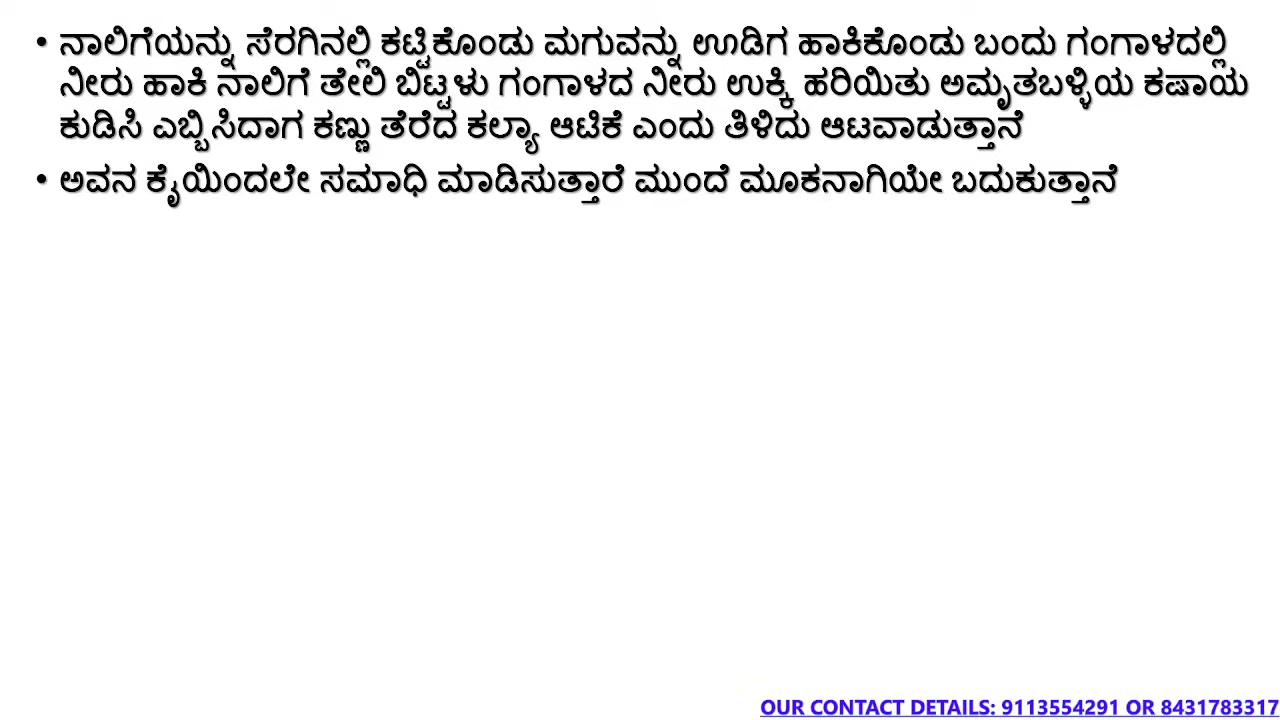 • ನಾಲಿಗೆಯನ್ನು ಸೆರಗಿನಲ್ಲಿ ಕಟ್ಟಿಕೊಂಡು ಮಗುವನ್ನು ಊಡಿಗ ಹಾಕಿಕೊಂಡು ಬಂದು ಗಂಗಾಳದಲ್ಲಿ
ನೀರು ಹಾಕಿ ನಾಲಿಗೆ ತೇಲಿ ಬಿಟ್ಟಳು ಗಂಗಾಳದ ನೀರು ಉಕ್ಕಿ ಹರಿಯಿತು ಅಮೃತಬಳ್ಳಿಯ ಕಷಾಯ
ಕುಡಿಸಿ ಎಬ್ಬಿಸಿದಾಗ ಕಣ್ಣು ತೆರೆದ ಕಲ್ಯಾ ಆಟಿಕೆ ಎಂದು ತಿಳಿದು ಆಟವಾಡುತ್ತಾನೆ
• ಅವನ ಕೈಯಿಂದಲೇ ಸಮಾಧಿ ಮಾಡಿಸುತ್ತಾರೆ ಮುಂದೆ ಮೂಕನಾಗಿಯೇ ಬದುಕುತ್ತಾನೆ
OUR CONTACT DETAILS: 9113554291 OR 8431783317